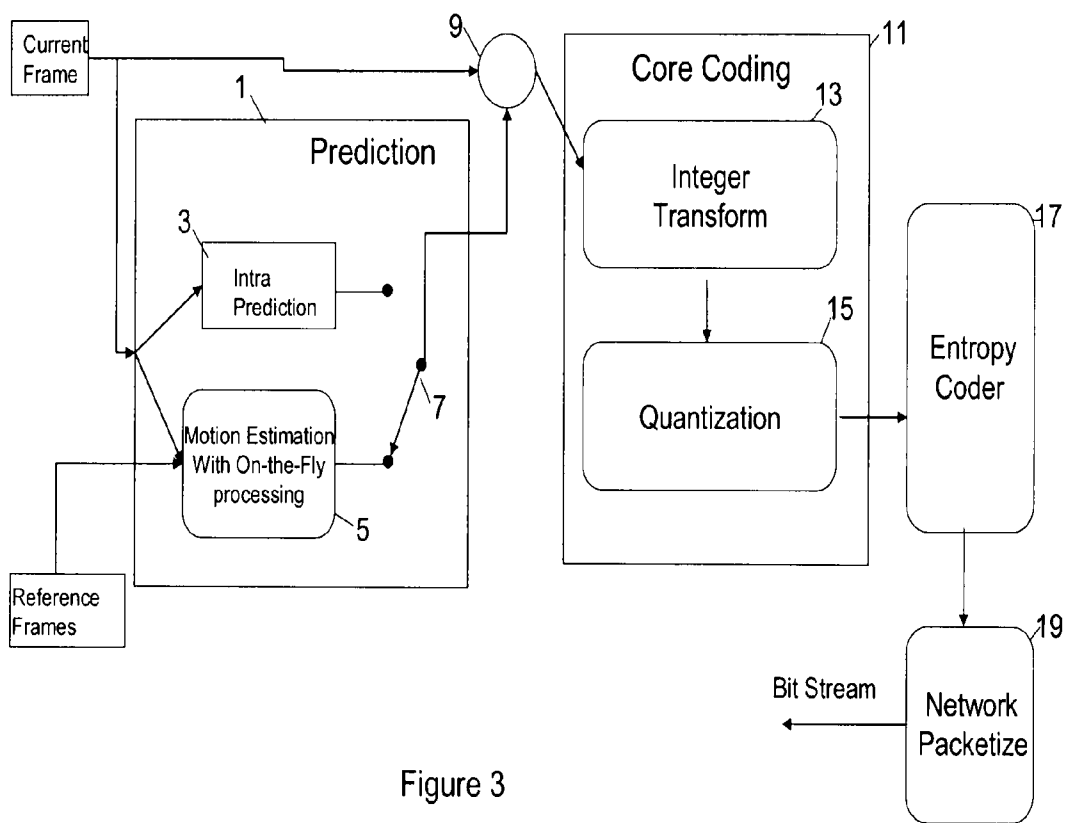 Current
Frame
9
11
Core Coding
1
13
Prediction
Integer
Transform
17
3
Intra
Prediction
15
Entropy
Coder
7
Quantization
Motion Estimation
With On-the-Fly
processing
5
Reference
Frames
19
Bit Stream
Network
Packetize
Figure 3